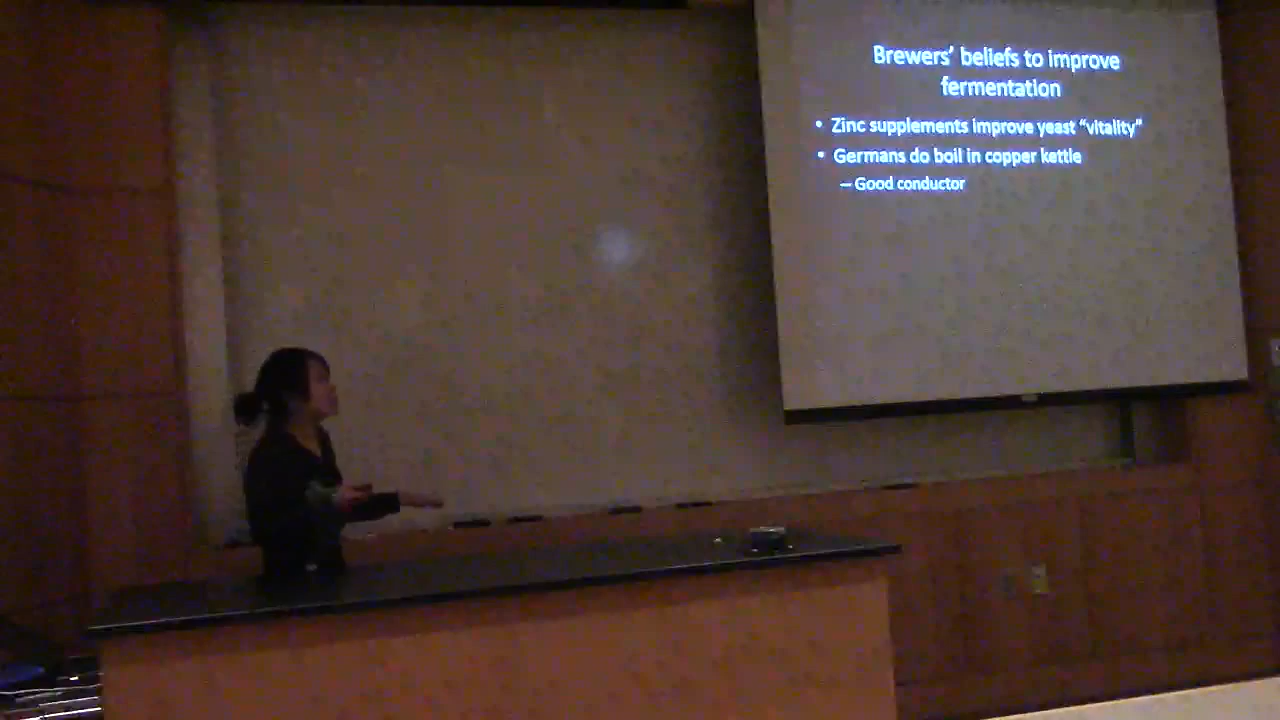 Brewers’ beliefs to improve
fermentation
• Zinc supplements improve yeast “vitality”
• Germans do boil in copper kettle
– Good conductor